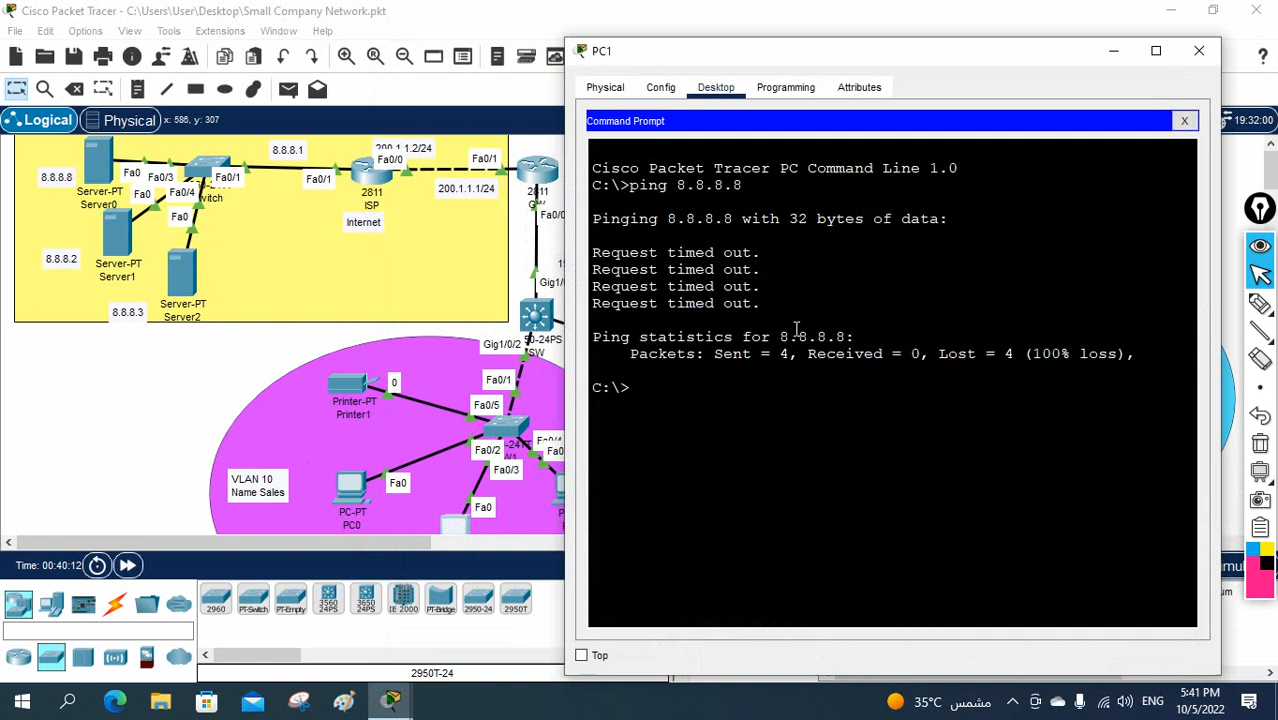 Cisco Packet Tracer - C:\Users\User\Desktop\Small Company Network.pkt
File Edit Options View Tools Extensions Window Help
Logical Physical x: 586, y: 307
19:32:00
8.8.8.1
200.1.1.2/24
Fa0/0
Fa0/1
8.8.8.8
Fa0
Fa0/3
Fa0/1
Fa0/1
200.1.1.1/24
Server-PT
Server0
Fa0
Fa0/4
2811
ISP
2811
Fa0
Internet
8.8.8.2
Server-PT
Server1
8.8.8.3
Server-PT
Server2
Gig1/0/2
SW
Fa0/1
0
Printer-PT
Printer1
Fa0/5
Fa0/2
Fa0/3
VLAN 10
Name Sales
Fa0
Fa0
PC-PT
PC0
PC1
Physical Config Desktop Programming Attributes
Command Prompt X
Cisco Packet Tracer PC Command Line 1.0
C:\>ping 8.8.8.8
Pinging 8.8.8.8 with 32 bytes of data:
Request timed out.
Request timed out.
Request timed out.
Request timed out.
Ping statistics for 8.8.8.8:
Packets: Sent = 4, Received = 0, Lost = 4 (100% loss),
C:\>
Top
Time: 00:40:12
2960 PT-Switch PT-Empty 3560 24PS 3650 24PS IE 2000 PT-Bridge 2950-24 2950T
2950T-24
35°C مشمس
ENG
5:41 PM
10/5/2022